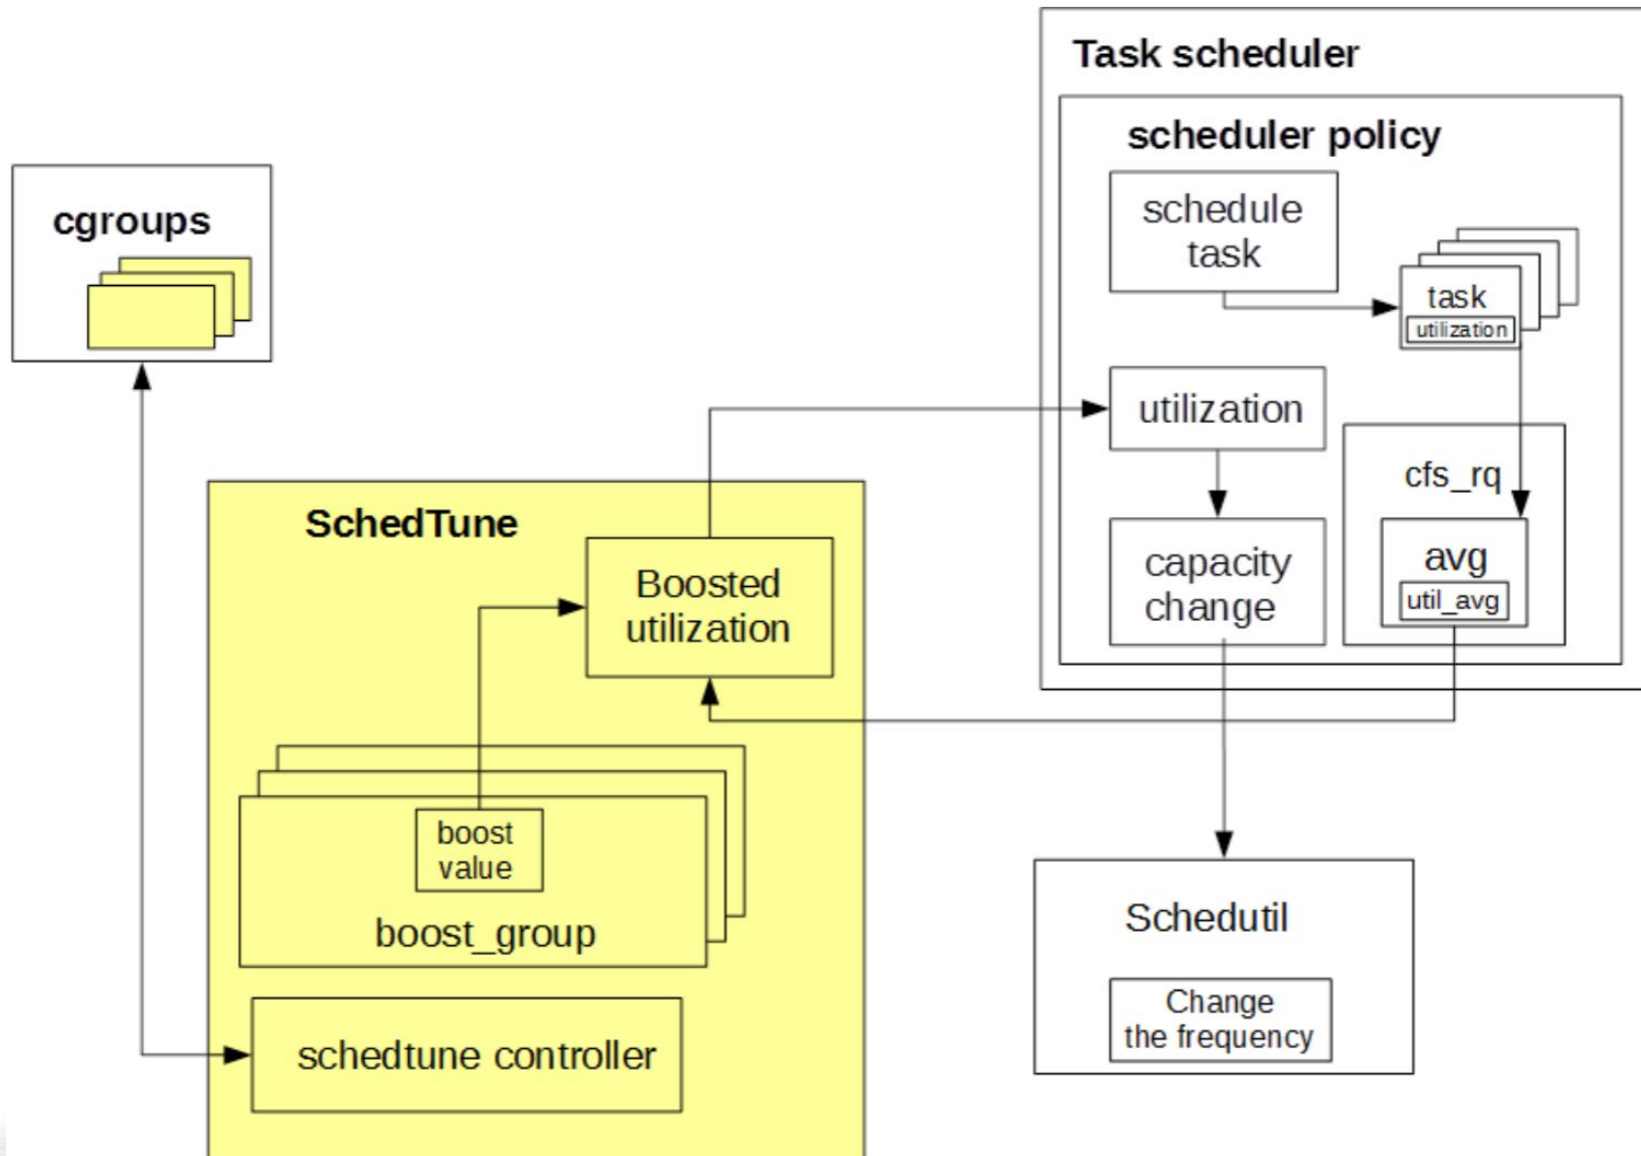 Task scheduler
scheduler policy
schedule
task
task
utilization
cgroups
utilization
cfs_rq
avg
util_avg
capacity
change
SchedTune
Boosted
utilization
boost
value
boost_group
schedtune controller
Schedutil
Change
the frequency